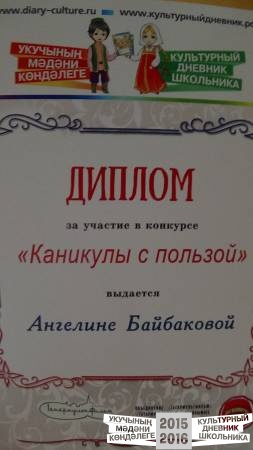 www.diary-culture.ru www.культурныйдневник.рф
УКУЧЫНЫҢ
МӘДӘНИ
КӨНДӘЛЕГЕ
КУЛЬТУРНЫЙ
ДНЕВНИК
ШКОЛЬНИКА
ДИПЛОМ
за участие в конкурсе
«Каникулы с пользой»
выдается
Ангелине Байбаковой
УКУЧЫНЫҢ
МӘДӘНИ
КӨНДӘЛЕГЕ
2015
2016
КУЛЬТУРНЫЙ
ДНЕВНИК
ШКОЛЬНИКА